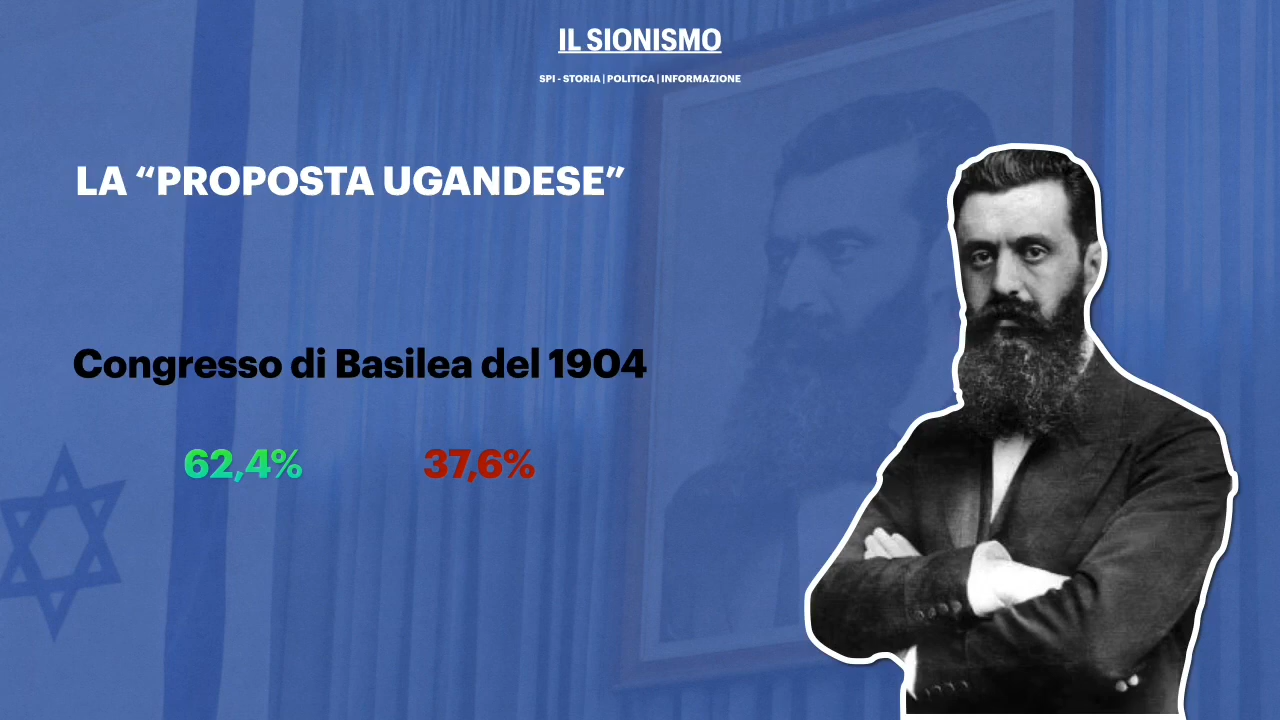 IL SIONISMO
SPI - STORIA | POLITICA | INFORMAZIONE
LA “PROPOSTA UGANDESE”
Congresso di Basilea del 1904
62,4% 37,6%